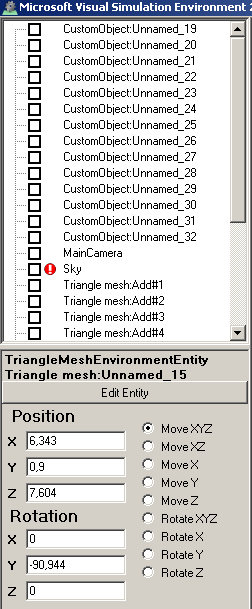 Microsoft Visual Simulation Environment 2
CustomObject:Unnamed_19
CustomObject:Unnamed_20
CustomObject:Unnamed_21
CustomObject:Unnamed_22
CustomObject:Unnamed_23
CustomObject:Unnamed_24
CustomObject:Unnamed_25
CustomObject:Unnamed_26
CustomObject:Unnamed_27
CustomObject:Unnamed_28
CustomObject:Unnamed_29
CustomObject:Unnamed_30
CustomObject:Unnamed_31
CustomObject:Unnamed_32
MainCamera
Sky
Triangle mesh:Add#1
Triangle mesh:Add#2
Triangle mesh:Add#3
Triangle mesh:Add#4
TriangleMeshEnvironmentEntity
Triangle mesh:Unnamed_15
Edit Entity
Position
X 6,343
Y 0,9
Z 7,604
Rotation
X 0
Y -90,944
Z 0
Move XYZ
Move XZ
Move X
Move Y
Move Z
Rotate XYZ
Rotate X
Rotate Y
Rotate Z